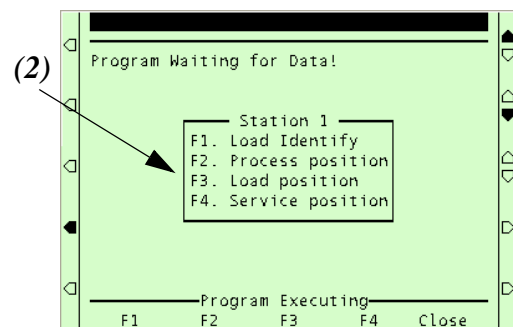 Program Waiting for Data!
(2)
Station 1
F1. Load Identify
F2. Process position
F3. Load position
F4. Service position
Program Executing
F1 F2 F3 F4 Close